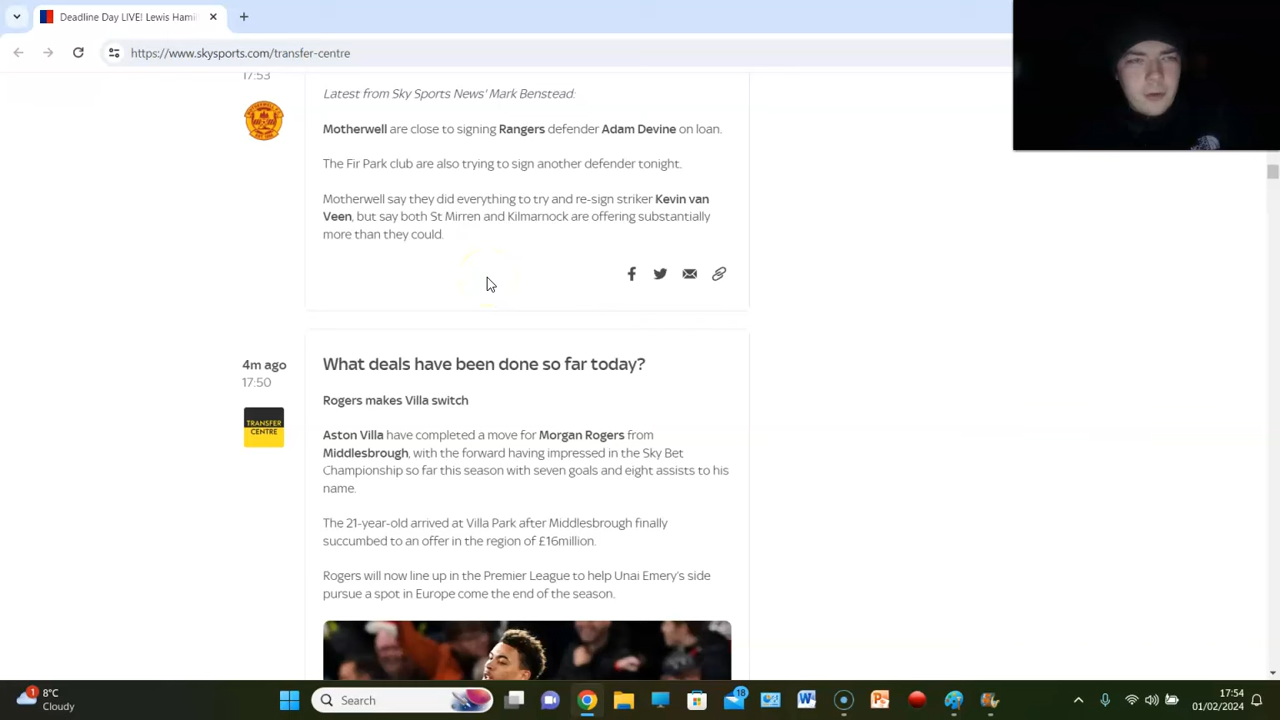 Deadline Day LIVE! Lewis Hami
https://www.skysports.com/transfer-centre
17:53
Latest from Sky Sports News' Mark Benstead:
Motherwell are close to signing Rangers defender Adam Devine on loan.
The Fir Park club are also trying to sign another defender tonight.
Motherwell say they did everything to try and re-sign striker Kevin van
Veen, but say both St Mirren and Kilmarnock are offering substantially
more than they could.
4m ago
17:50
TRANSFER
CENTRE
What deals have been done so far today?
Rogers makes Villa switch
Aston Villa have completed a move for Morgan Rogers from
Middlesbrough, with the forward having impressed in the Sky Bet
Championship so far this season with seven goals and eight assists to his
name.
The 21-year-old arrived at Villa Park after Middlesbrough finally
succumbed to an offer in the region of £16million.
Rogers will now line up in the Premier League to help Unai Emery's side
pursue a spot in Europe come the end of the season.
1
8°C
Cloudy
Search
18
17:54
01/02/2024